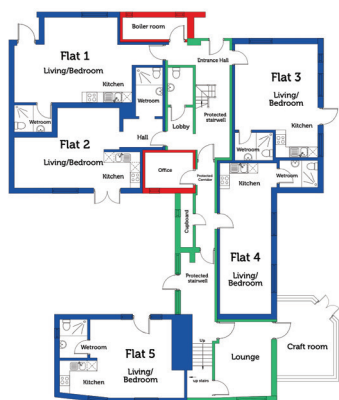 Boiler room
Flat 1
Living/Bedroom
Kitchen
Wetroom
Wetroom
Entrance Hall
Protected
stairwell
Lobby
Flat 3
Living/
Bedroom
Kitchen
Wetroom
Flat 2
Living/Bedroom
Kitchen
Hall
Office
Protected
Corridor
Kitchen
Wetroom
Cupboard
Flat 4
Living/
Bedroom
Protected
stairwell
Wetroom
Flat 5
Kitchen
Living/
Bedroom
Up
up stairs
Lounge
Craft room